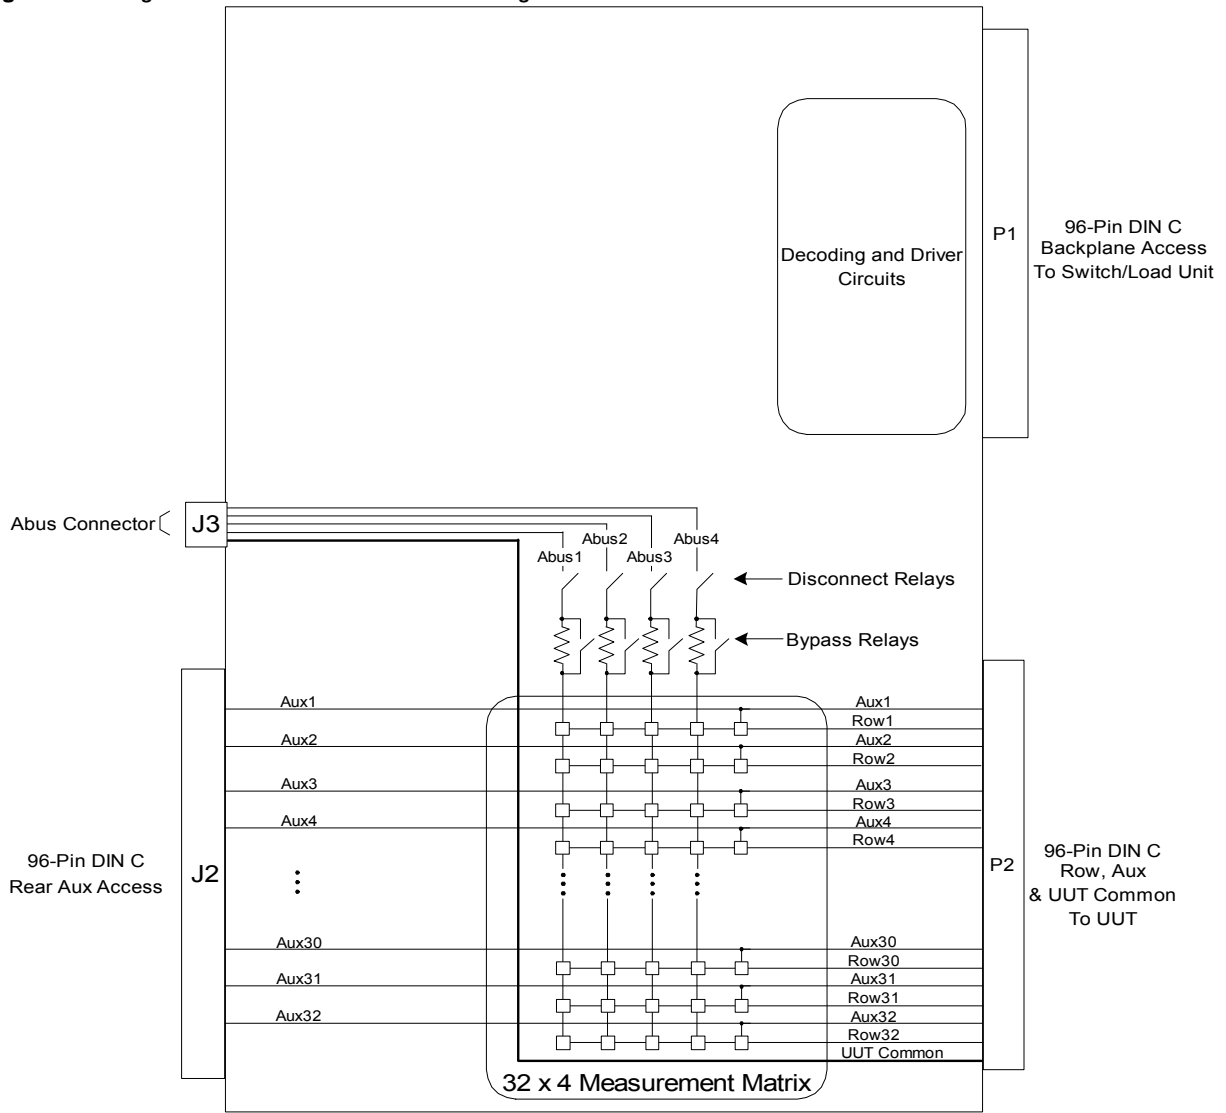 P1
96-Pin DIN C
Backplane Access
To Switch/Load Unit
Decoding and Driver
Circuits
Abus Connector
J3
Abus1
Abus2
Abus3
Abus4
Disconnect Relays
Bypass Relays
96-Pin DIN C
Rear Aux Access
J2
Aux1
Aux2
Aux3
Aux4
Aux30
Aux31
Aux32
Aux1
Row1
Aux2
Row2
Aux3
Row3
Aux4
Row4
Aux30
Row30
Aux31
Row31
Aux32
Row32
UUT Common
P2
96-Pin DIN C
Row, Aux
& UUT Common
To UUT
32 x 4 Measurement Matrix